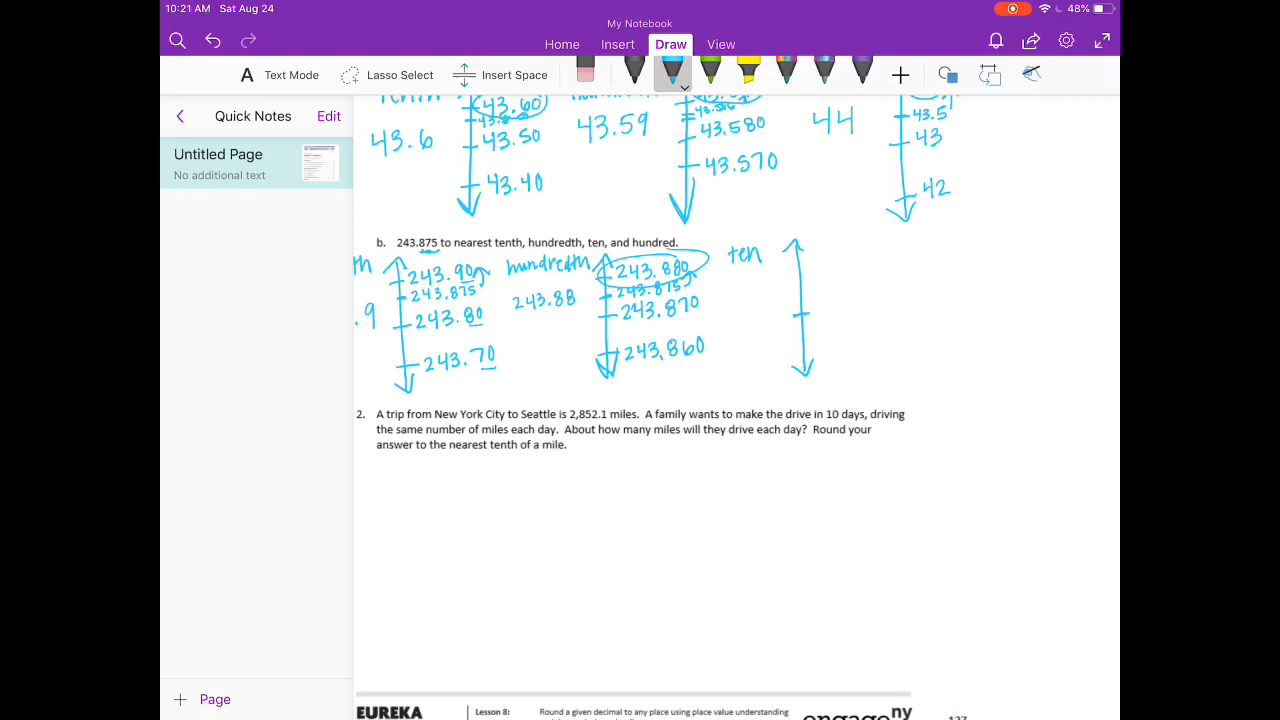 10:21 AM Sat Aug 24
48%
My Notebook
Home Insert Draw View
A Text Mode Lasso Select Insert Space
Quick Notes Edit
Untitled Page
No additional text
43.60
43.6 43.50
43.40
43.59 43.580
43.570
44 43.5
43
42
b. 243.875 to nearest tenth, hundredth, ten, and hundred.
th 243.90
243.875
.9 243.80
243.70
hundredth 243.880
243.875
243.88 243.870
243.860
ten
2. A trip from New York City to Seattle is 2,852.1 miles. A family wants to make the drive in 10 days, driving
the same number of miles each day. About how many miles will they drive each day? Round your
answer to the nearest tenth of a mile.
+ Page
EUREKA Lesson 8: Round a given decimal to any place using place value understanding